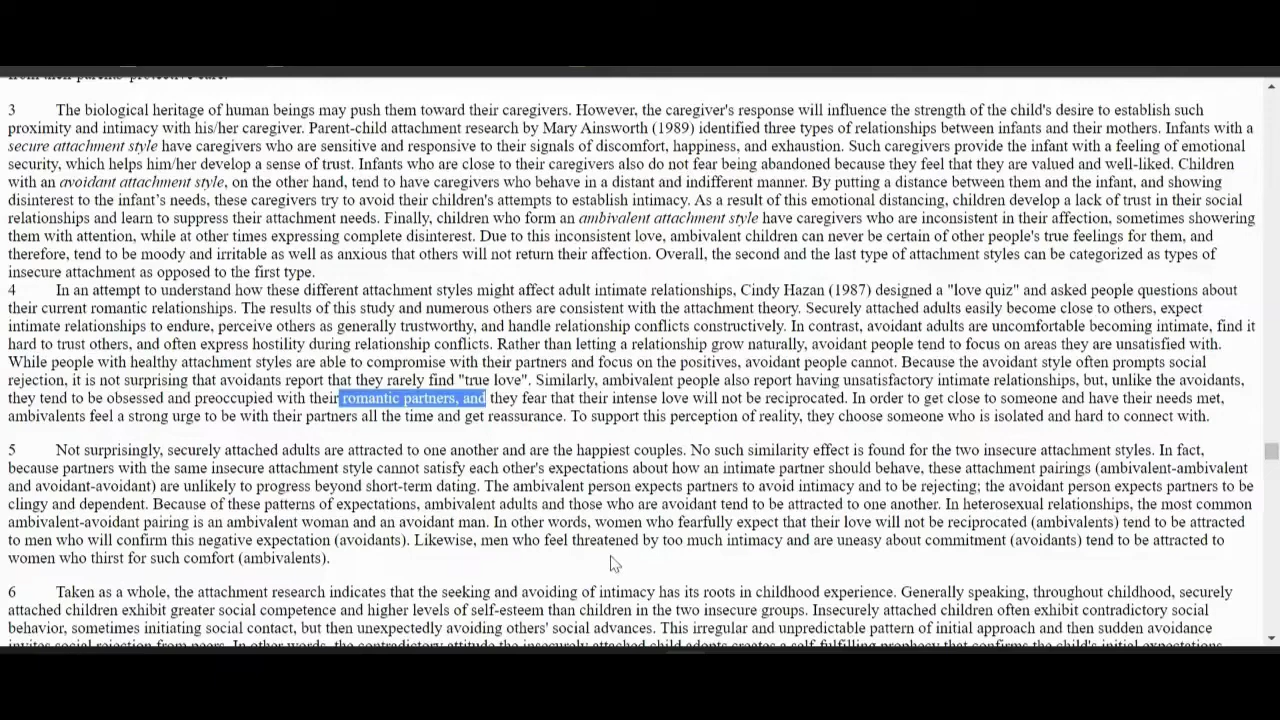 from their parents' protective care.
3 The biological heritage of human beings may push them toward their caregivers. However, the caregiver's response will influence the strength of the child's desire to establish such
proximity and intimacy with his/her caregiver. Parent-child attachment research by Mary Ainsworth (1989) identified three types of relationships between infants and their mothers. Infants with a
secure attachment style have caregivers who are sensitive and responsive to their signals of discomfort, happiness, and exhaustion. Such caregivers provide the infant with a feeling of emotional
security, which helps him/her develop a sense of trust. Infants who are close to their caregivers also do not fear being abandoned because they feel that they are valued and well-liked. Children
with an avoidant attachment style, on the other hand, tend to have caregivers who behave in a distant and indifferent manner. By putting a distance between them and the infant, and showing
disinterest to the infant's needs, these caregivers try to avoid their children's attempts to establish intimacy. As a result of this emotional distancing, children develop a lack of trust in their social
relationships and learn to suppress their attachment needs. Finally, children who form an ambivalent attachment style have caregivers who are inconsistent in their affection, sometimes showering
them with attention, while at other times expressing complete disinterest. Due to this inconsistent love, ambivalent children can never be certain of other people's true feelings for them, and
therefore, tend to be moody and irritable as well as anxious that others will not return their affection. Overall, the second and the last type of attachment styles can be categorized as types of
insecure attachment as opposed to the first type.
4 In an attempt to understand how these different attachment styles might affect adult intimate relationships, Cindy Hazan (1987) designed a "love quiz" and asked people questions about
their current romantic relationships. The results of this study and numerous others are consistent with the attachment theory. Securely attached adults easily become close to others, expect
intimate relationships to endure, perceive others as generally trustworthy, and handle relationship conflicts constructively. In contrast, avoidant adults are uncomfortable becoming intimate, find it
hard to trust others, and often express hostility during relationship conflicts. Rather than letting a relationship grow naturally, avoidant people tend to focus on areas they are unsatisfied with.
While people with healthy attachment styles are able to compromise with their partners and focus on the positives, avoidant people cannot. Because the avoidant style often prompts social
rejection, it is not surprising that avoidants report that they rarely find "true love". Similarly, ambivalent people also report having unsatisfactory intimate relationships, but, unlike the avoidants,
they tend to be obsessed and preoccupied with their romantic partners, and they fear that their intense love will not be reciprocated. In order to get close to someone and have their needs met,
ambivalents feel a strong urge to be with their partners all the time and get reassurance. To support this perception of reality, they choose someone who is isolated and hard to connect with.
5 Not surprisingly, securely attached adults are attracted to one another and are the happiest couples. No such similarity effect is found for the two insecure attachment styles. In fact,
because partners with the same insecure attachment style cannot satisfy each other's expectations about how an intimate partner should behave, these attachment pairings (ambivalent-ambivalent
and avoidant-avoidant) are unlikely to progress beyond short-term dating. The ambivalent person expects partners to avoid intimacy and to be rejecting; the avoidant person expects partners to be
clingy and dependent. Because of these patterns of expectations, ambivalent adults and those who are avoidant tend to be attracted to one another. In heterosexual relationships, the most common
ambivalent-avoidant pairing is an ambivalent woman and an avoidant man. In other words, women who fearfully expect that their love will not be reciprocated (ambivalents) tend to be attracted
to men who will confirm this negative expectation (avoidants). Likewise, men who feel threatened by too much intimacy and are uneasy about commitment (avoidants) tend to be attracted to
women who thirst for such comfort (ambivalents).
6 Taken as a whole, the attachment research indicates that the seeking and avoiding of intimacy has its roots in childhood experience. Generally speaking, throughout childhood, securely
attached children exhibit greater social competence and higher levels of self-esteem than children in the two insecure groups. Insecurely attached children often exhibit contradictory social
behavior, sometimes initiating social contact, but then unexpectedly avoiding others' social advances. This irregular and unpredictable pattern of initial approach and then sudden avoidance
invites social rejection from peers. In other words, the contradictory attitude the insecurely attached child adopts creates a self-fulfilling prophecy that confirms the child's initial expectations